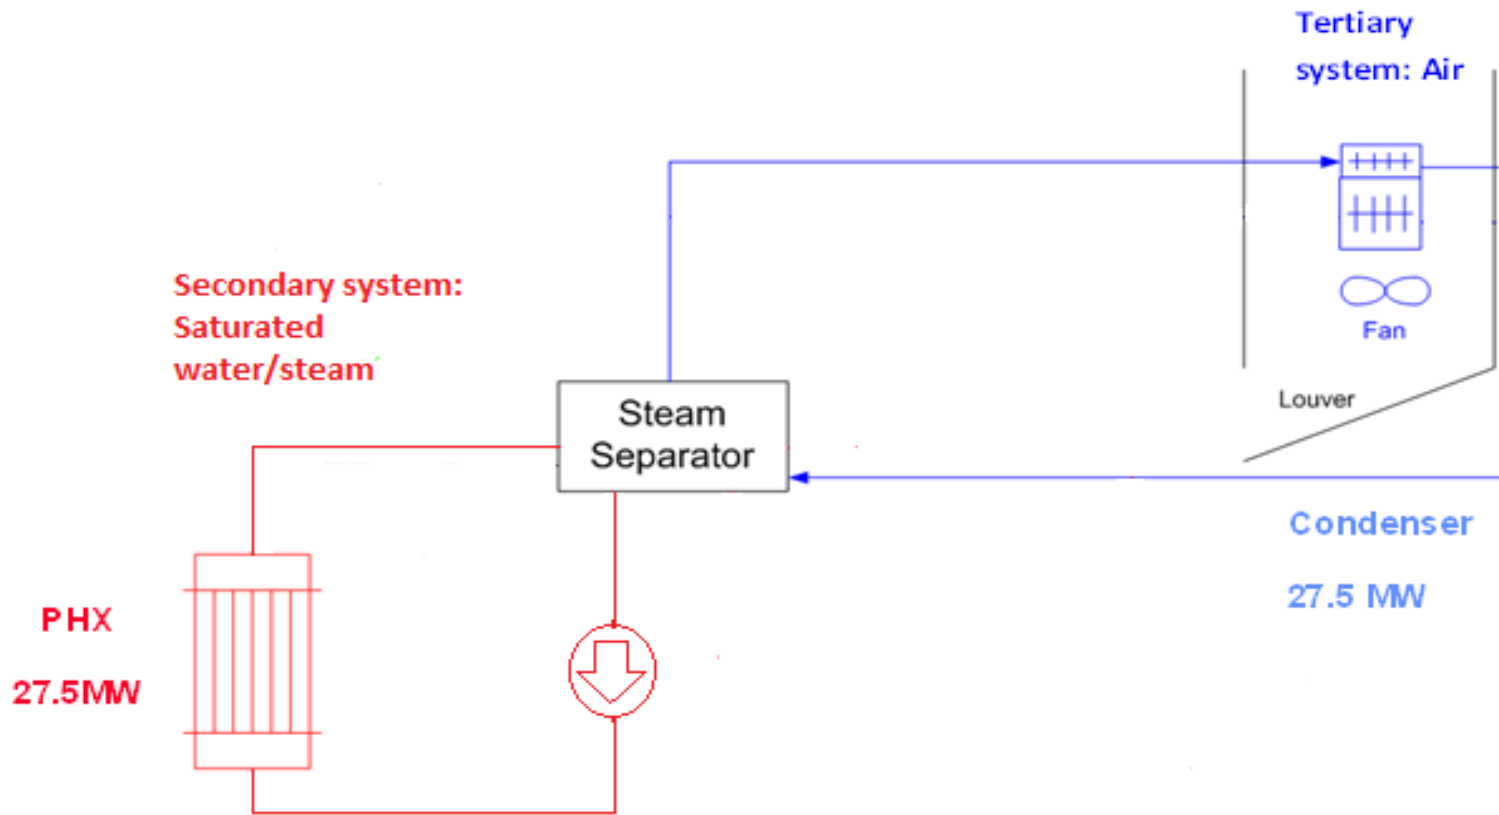 Tertiary
system: Air
Fan
Louver
Secondary system:
Saturated
water/steam
Steam
Separator
Condenser
27.5 MW
PHX
27.5MW